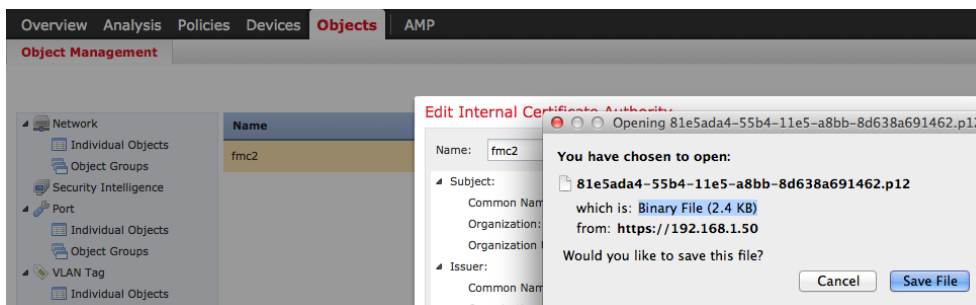 Overview Analysis Policies Devices Objects AMP
Object Management
Network
Individual Objects
Object Groups
Security Intelligence
Port
Individual Objects
Object Groups
VLAN Tag
Individual Objects
Name
fmc2
Edit Internal Certificate Authority
Name: fmc2
Subject:
Common Nam
Organization:
Organization
Issuer:
Common Nam
Opening 81e5ada4-55b4-11e5-a8bb-8d638a691462.p12
You have chosen to open:
81e5ada4-55b4-11e5-a8bb-8d638a691462.p12
which is: Binary File (2.4 KB)
from: https://192.168.1.50
Would you like to save this file?
Cancel Save File